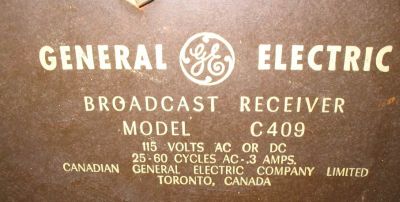 GENERAL GE ELECTRIC
BROADCAST RECEIVER
MODEL C409
115 VOLTS AC OR DC
25-60 CYCLES AC-.3 AMPS.
CANADIAN GENERAL ELECTRIC COMPANY LIMITED
TORONTO, CANADA